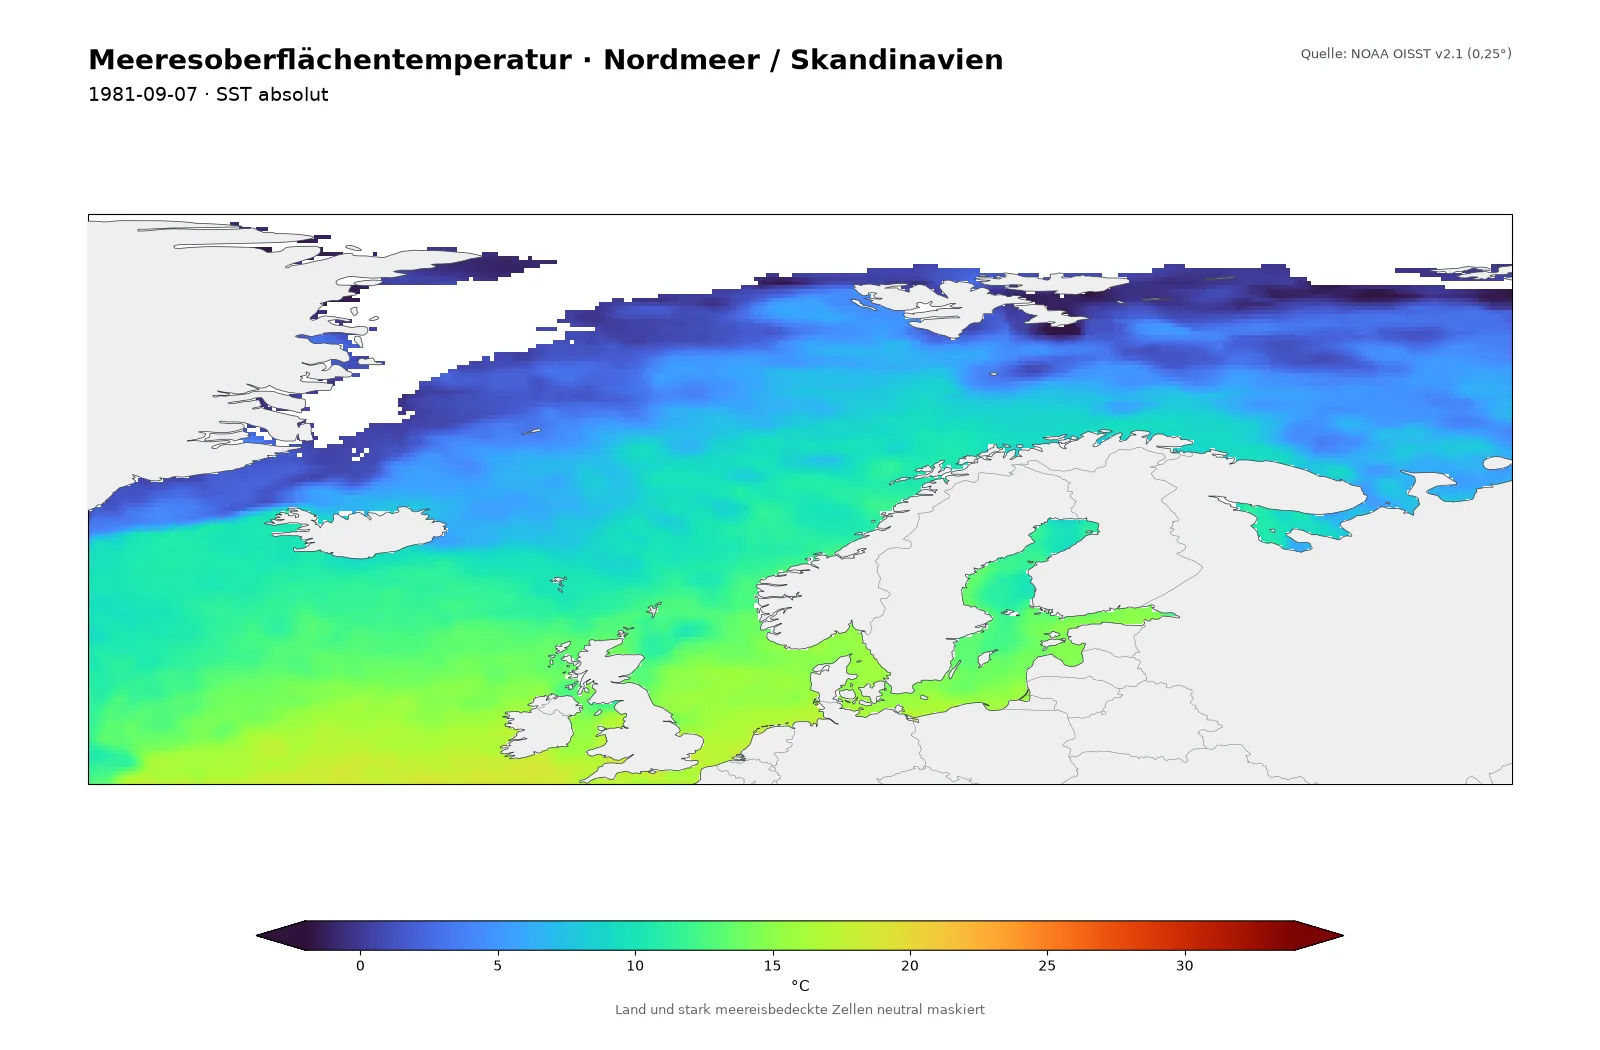 Meeresoberflächentemperatur · Nordmeer / Skandinavien
Quelle: NOAA OISST v2.1 (0,25°)
1981-09-07 · SST absolut
0 5 10 15 20 25 30
°C
Land und stark meereisbedeckte Zellen neutral maskiert